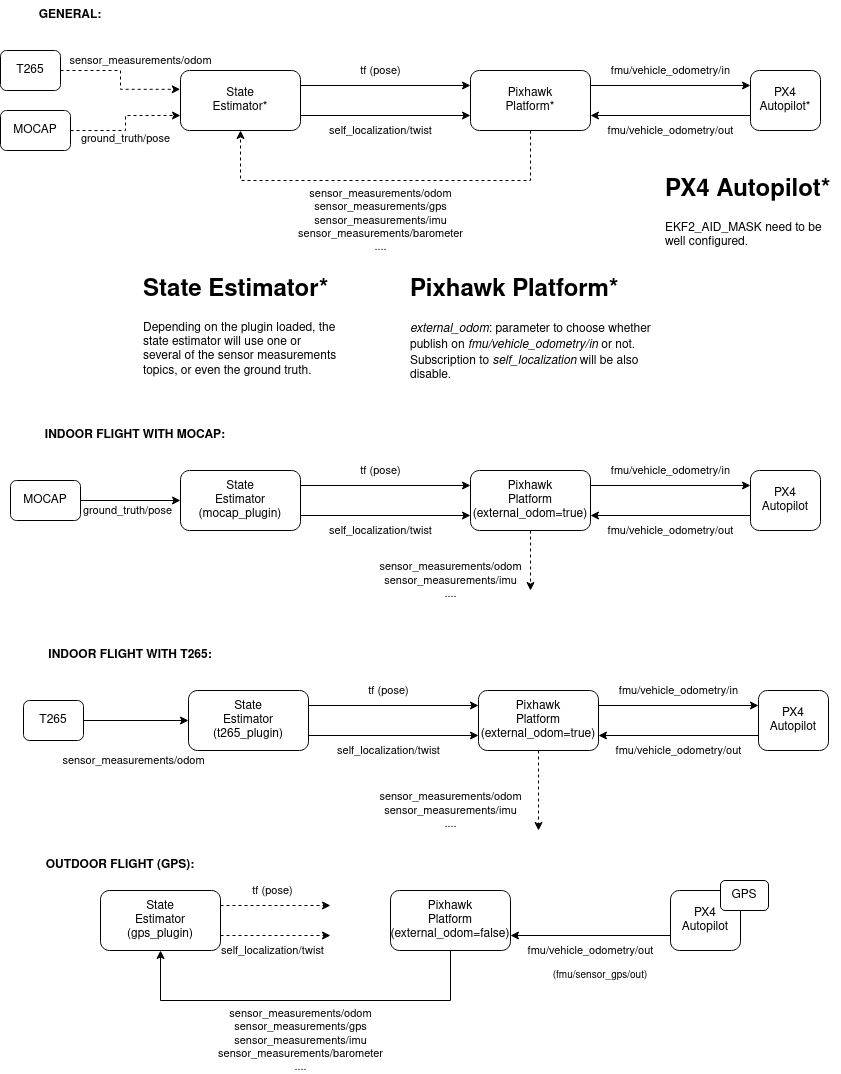 GENERAL:
T265
sensor_measurements/odom
MOCAP
ground_truth/pose
State
Estimator*
tf (pose)
self_localization/twist
Pixhawk
Platform*
fmu/vehicle_odometry/in
fmu/vehicle_odometry/out
PX4
Autopilot*
sensor_measurements/odom
sensor_measurements/gps
sensor_measurements/imu
sensor_measurements/barometer
....
PX4 Autopilot*
EKF2_AID_MASK need to be
well configured.
State Estimator*
Depending on the plugin loaded, the
state estimator will use one or
several of the sensor measurements
topics, or even the ground truth.
Pixhawk Platform*
external_odom: parameter to choose whether
publish on fmu/vehicle_odometry/in or not.
Subscription to self_localization will be also
disable.
INDOOR FLIGHT WITH MOCAP:
MOCAP
ground_truth/pose
State
Estimator
(mocap_plugin)
tf (pose)
self_localization/twist
Pixhawk
Platform
(external_odom=true)
fmu/vehicle_odometry/in
fmu/vehicle_odometry/out
PX4
Autopilot
sensor_measurements/odom
sensor_measurements/imu
....
INDOOR FLIGHT WITH T265:
T265
sensor_measurements/odom
State
Estimator
(t265_plugin)
tf (pose)
self_localization/twist
Pixhawk
Platform
(external_odom=true)
fmu/vehicle_odometry/in
fmu/vehicle_odometry/out
PX4
Autopilot
sensor_measurements/odom
sensor_measurements/imu
....
OUTDOOR FLIGHT (GPS):
State
Estimator
(gps_plugin)
tf (pose)
self_localization/twist
Pixhawk
Platform
(external_odom=false)
fmu/vehicle_odometry/out
(fmu/sensor_gps/out)
GPS
PX4
Autopilot
sensor_measurements/odom
sensor_measurements/gps
sensor_measurements/imu
sensor_measurements/barometer
....